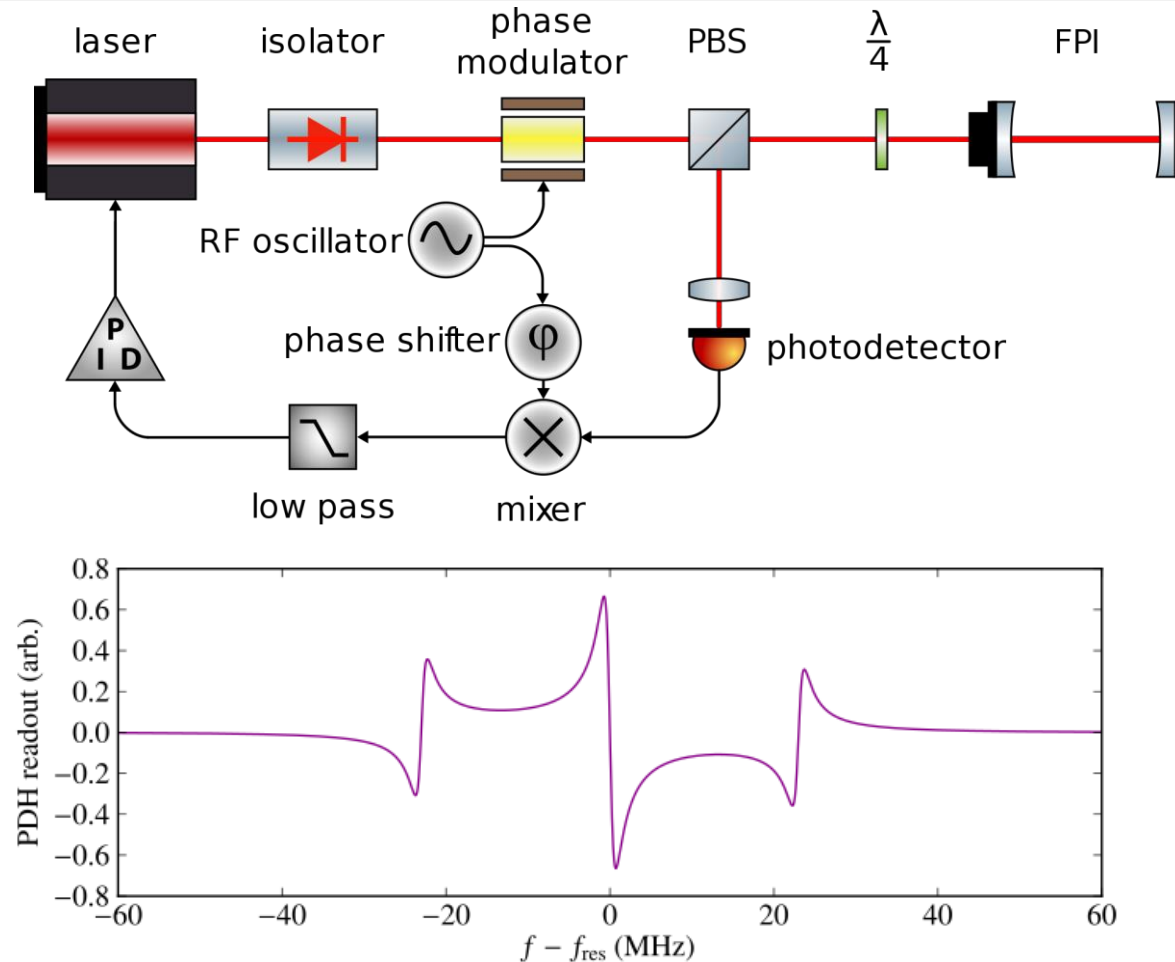 laser
isolator
phase
modulator
PBS
λ
4
FPI
RF oscillator
phase shifter
φ
photodetector
P
I D
low pass
mixer
PDH readout (arb.)
0.8
0.6
0.4
0.2
0.0
−0.2
−0.4
−0.6
−0.8
−60
−40
−20
0
20
40
60
f − fres (MHz)